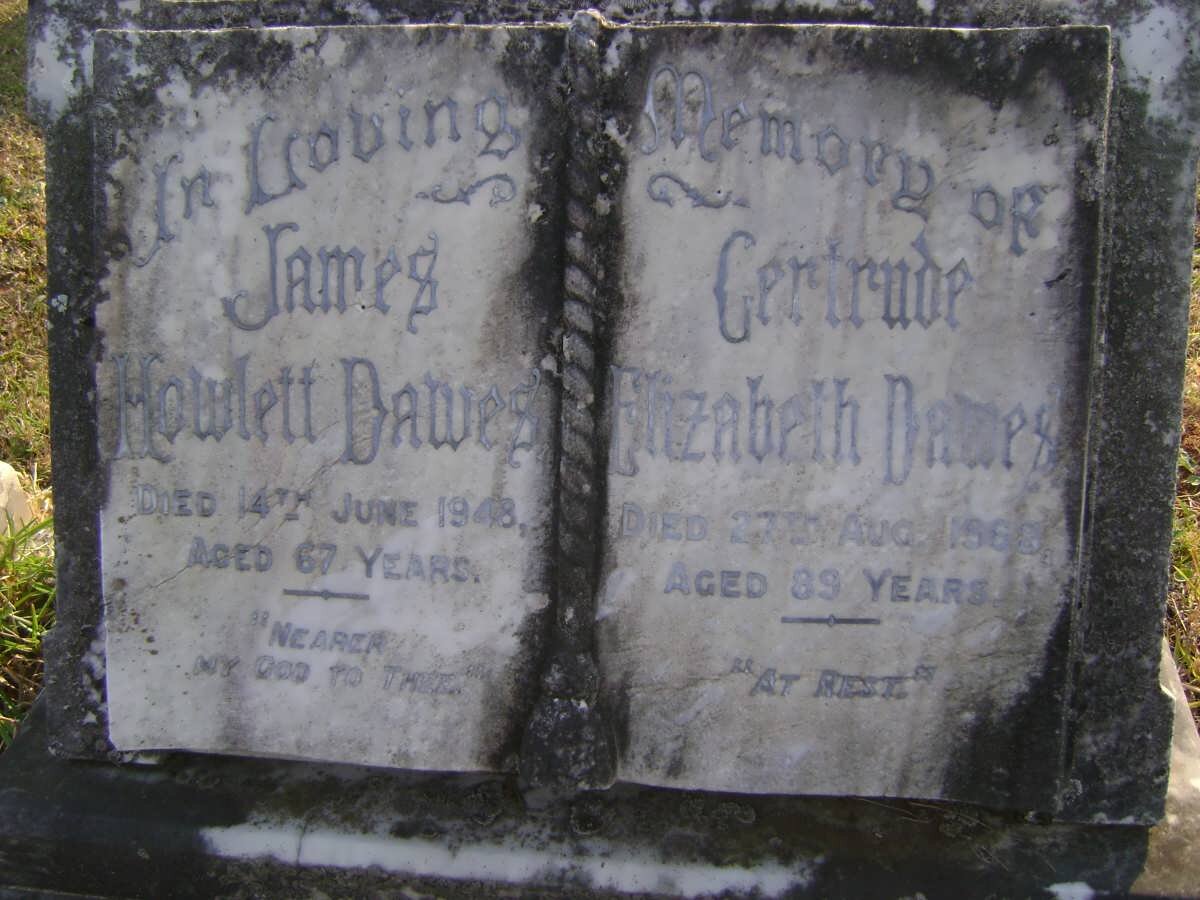 In Loving
James
Howlett Dawes
DIED 14TH JUNE 1948,
AGED 67 YEARS.
"NEARER
MY GOD TO THEE."
Memory of
Gertrude
Elizabeth Dawes
DIED 27TH AUG. 1968,
AGED 89 YEARS.
"AT REST."